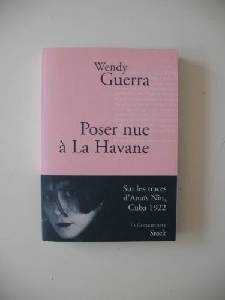 Wendy
Guerra
Poser nue
à La Havane
Sur les traces
d'Anaïs Nin,
Cuba 1922
Stock